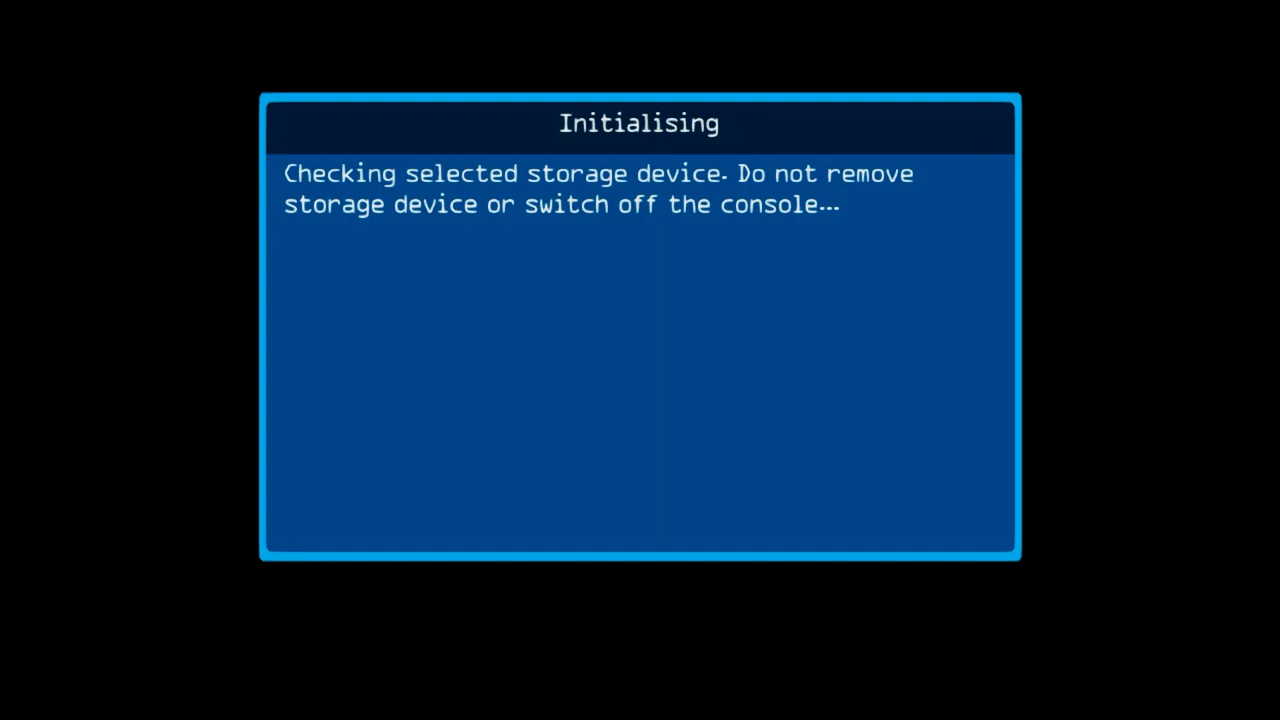 Initialising
Checking selected storage device. Do not remove
storage device or switch off the console...